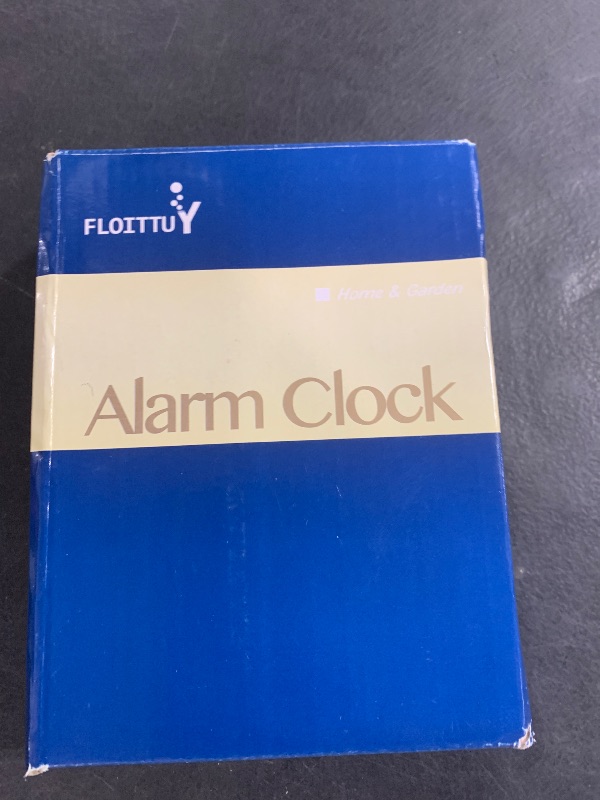 FLOITTUY
Home & Garden
Alarm Clock